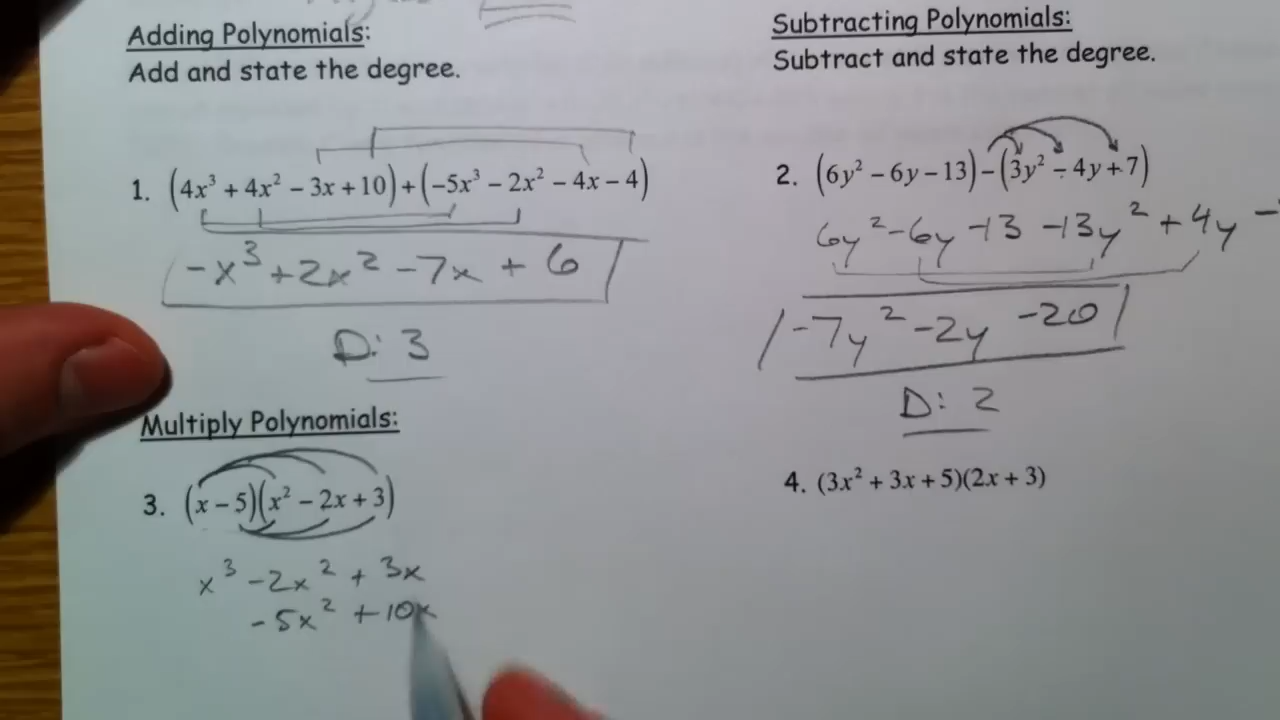 Adding Polynomials:
Add and state the degree.
1. (4x³ + 4x² − 3x + 10) + (−5x³ − 2x² − 4x − 4)
-x³ + 2x² - 7x + 6
D: 3
Subtracting Polynomials:
Subtract and state the degree.
2. (6y² − 6y − 13) − (3y² − 4y + 7)
6y² - 6y - 13 - 13y² + 4y -
-7y² - 2y - 20
D: 2
Multiply Polynomials:
3. (x − 5)(x² − 2x + 3)
x³ - 2x² + 3x
- 5x² + 10x
4. (3x² + 3x + 5)(2x + 3)